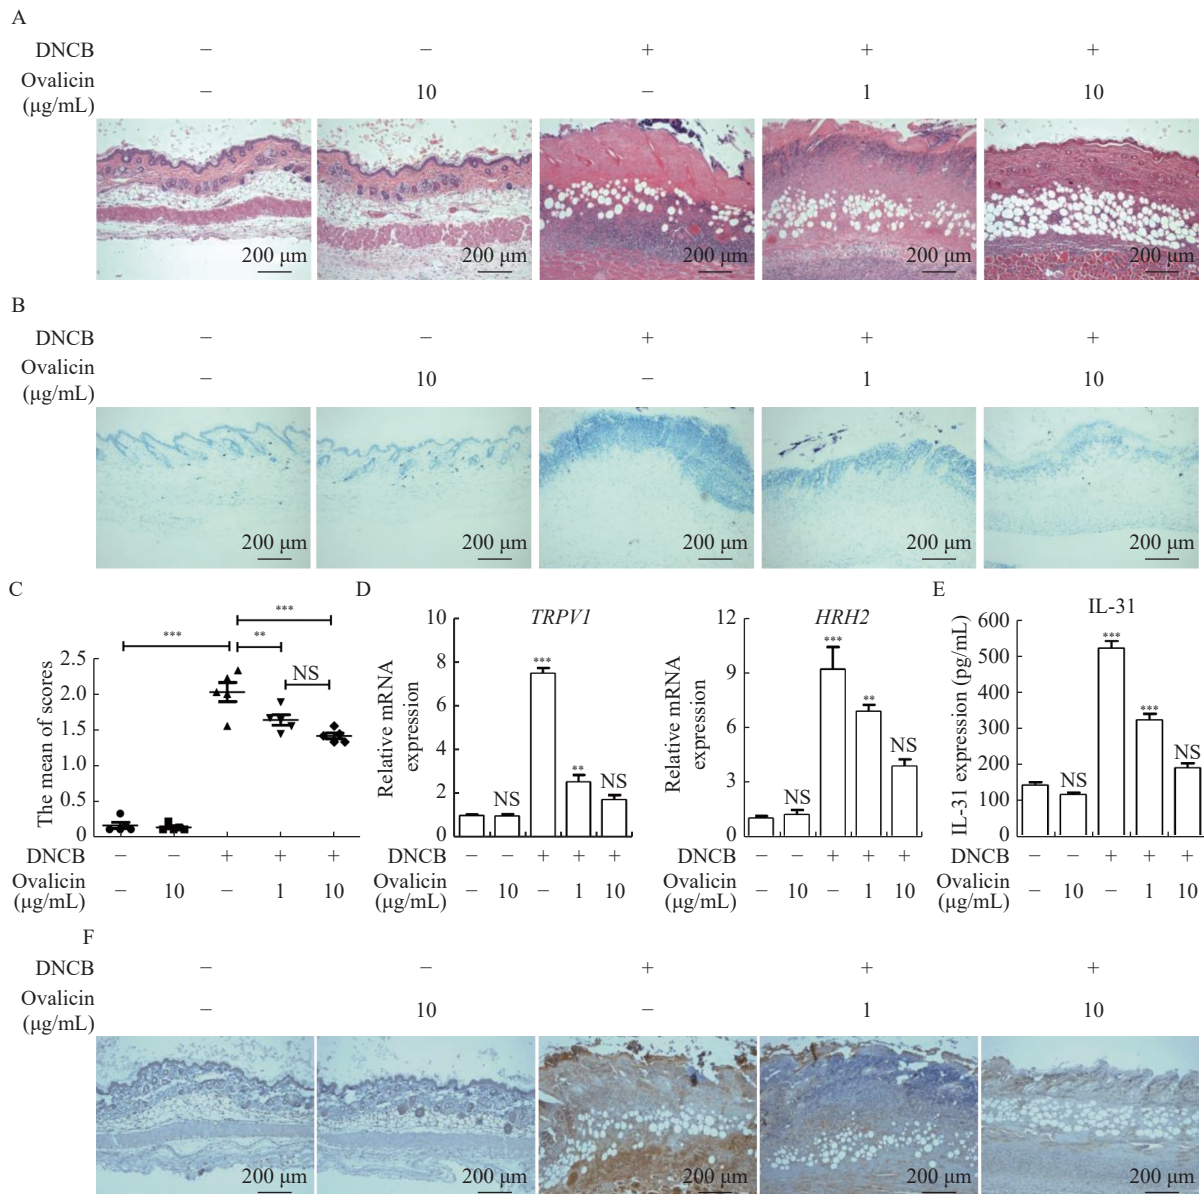 A
DNCB − − + + +
Ovalicin
(μg/mL) − 10 − 1 10
200 μm 200 μm 200 μm 200 μm 200 μm
B
DNCB − − + + +
Ovalicin
(μg/mL) − 10 − 1 10
200 μm 200 μm 200 μm 200 μm 200 μm
C
The mean of scores
2.5
2.0
1.5
1.0
0.5
0
***
***
**
NS
DNCB − − + + +
Ovalicin
(μg/mL) − 10 − 1 10
D
TRPV1
Relative mRNA
expression
10
8
6
4
2
0
NS *** ** NS
DNCB − − + + +
Ovalicin
(μg/mL) − 10 − 1 10
HRH2
Relative mRNA
expression
12
9
6
3
0
NS *** ** NS
DNCB − − + + +
Ovalicin
(μg/mL) − 10 − 1 10
E
IL-31
IL-31 expression (pg/mL)
600
500
400
300
200
100
0
NS *** *** NS
DNCB − − + + +
Ovalicin
(μg/mL) − 10 − 1 10
F
DNCB − − + + +
Ovalicin
(μg/mL) − 10 − 1 10
200 μm 200 μm 200 μm 200 μm 200 μm